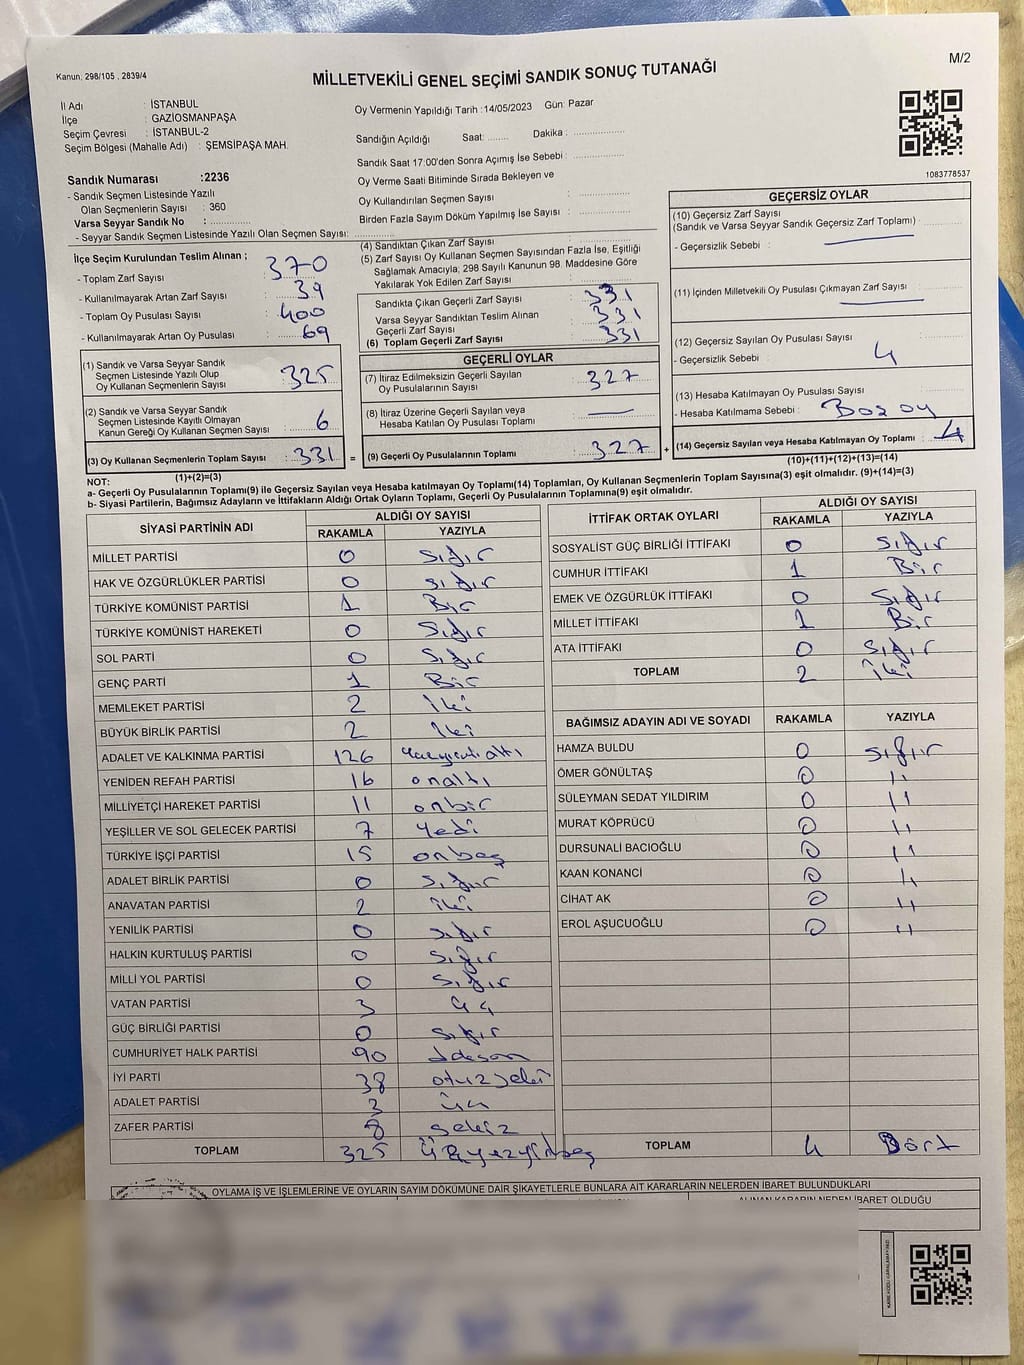 M/2
Kanun, 298/105 , 2839/4
MİLLETVEKİLİ GENEL SEÇİMİ SANDIK SONUÇ TUTANAĞI
İl Adı : İSTANBUL
İlçe : GAZİOSMANPAŞA
Seçim Çevresi : İSTANBUL-2
Seçim Bölgesi (Mahalle Adı) : ŞEMSİPAŞA MAH.
Oy Vermenin Yapıldığı Tarih :14/05/2023 Gün: Pazar
Sandığın Açıldığı Saat: ........ Dakika : ....................
Sandık Saat 17:00'den Sonra Açımış İse Sebebi : ....................
Oy Verme Saati Bitiminde Sırada Bekleyen ve
Oy Kullandırılan Seçmen Sayısı : ....................
Birden Fazla Sayım Döküm Yapılmış İse Sayısı : ....................
1083778537
Sandık Numarası :2236
- Sandık Seçmen Listesinde Yazılı
Olan Seçmenlerin Sayısı : 360
Varsa Seyyar Sandık No : ................
- Seyyar Sandık Seçmen Listesinde Yazılı Olan Seçmen Sayısı: ................
İlçe Seçim Kurulundan Teslim Alınan ;
- Toplam Zarf Sayısı : 370
- Kullanılmayarak Artan Zarf Sayısı : 39
- Toplam Oy Pusulası Sayısı : 400
- Kullanılmayarak Artan Oy Pusulası : 69
(4) Sandıktan Çıkan Zarf Sayısı
(5) Zarf Sayısı Oy Kullanan Seçmen Sayısından Fazla İse, Eşitliği
Sağlamak Amacıyla; 298 Sayılı Kanunun 98. Maddesine Göre
Yakılarak Yok Edilen Zarf Sayısı :
Sandıkta Çıkan Geçerli Zarf Sayısı : 331
Varsa Seyyar Sandıktan Teslim Alınan
Geçerli Zarf Sayısı : 331
(6) Toplam Geçerli Zarf Sayısı : 331
GEÇERSİZ OYLAR
(10) Geçersiz Zarf Sayısı
(Sandık ve Varsa Seyyar Sandık Geçersiz Zarf Toplamı)
- Geçersizlik Sebebi :
(11) İçinden Milletvekili Oy Pusulası Çıkmayan Zarf Sayısı :
(12) Geçersiz Sayılan Oy Pusulası Sayısı
- Geçersizlik Sebebi : 4
(13) Hesaba Katılmayan Oy Pusulası Sayısı
- Hesaba Katılmama Sebebi : Boz oy
(14) Geçersiz Sayılan veya Hesaba Katılmayan Oy Toplamı : 4
(10)+(11)+(12)+(13)=(14)
(1) Sandık ve Varsa Seyyar Sandık
Seçmen Listesinde Yazılı Olup
Oy Kullanan Seçmenlerin Sayısı : 325
(2) Sandık ve Varsa Seyyar Sandık
Seçmen Listesinde Kayıtlı Olmayan
Kanun Gereği Oy Kullanan Seçmen Sayısı : 6
(3) Oy Kullanan Seçmenlerin Toplam Sayısı : 331 =
(1)+(2)=(3)
GEÇERLİ OYLAR
(7) İtiraz Edilmeksizin Geçerli Sayılan
Oy Pusulalarının Sayısı : 327
(8) İtiraz Üzerine Geçerli Sayılan veya
Hesaba Katılan Oy Pusulası Toplamı :
(9) Geçerli Oy Pusulalarının Toplamı : 327 +
NOT:
a- Geçerli Oy Pusulalarının Toplamı(9) ile Geçersiz Sayılan veya Hesaba Katılmayan Oy Toplamı(14) Toplamları, Oy Kullanan Seçmenlerin Toplam Sayısına(3) eşit olmalıdır. (9)+(14)=(3)
b- Siyasi Partilerin, Bağımsız Adayların ve İttifakların Aldığı Ortak Oyların Toplamı, Geçerli Oy Pusulalarının Toplamına(9) eşit olmalıdır.
SİYASİ PARTİNİN ADI ALDIĞI OY SAYISI
RAKAMLA YAZIYLA
MİLLET PARTİSİ 0 sıfır
HAK VE ÖZGÜRLÜKLER PARTİSİ 0 sıfır
TÜRKİYE KOMÜNİST PARTİSİ 1 Bir
TÜRKİYE KOMÜNİST HAREKETİ 0 Sıfır
SOL PARTİ 0 Sıfır
GENÇ PARTİ 1 Bir
MEMLEKET PARTİSİ 2 İki
BÜYÜK BİRLİK PARTİSİ 2 İki
ADALET VE KALKINMA PARTİSİ 126
YENİDEN REFAH PARTİSİ 16 onaltı
MİLLİYETÇİ HAREKET PARTİSİ 11 onbir
YEŞİLLER VE SOL GELECEK PARTİSİ 7 Yedi
TÜRKİYE İŞÇİ PARTİSİ 15 onbeş
ADALET BİRLİK PARTİSİ 0 sıfır
ANAVATAN PARTİSİ 2 iki
YENİLİK PARTİSİ 0 sıfır
HALKIN KURTULUŞ PARTİSİ 0 sıfır
MİLLİ YOL PARTİSİ 0 sıfır
VATAN PARTİSİ 3 üç
GÜÇ BİRLİĞİ PARTİSİ 0 sıfır
CUMHURİYET HALK PARTİSİ 90
İYİ PARTİ 38
ADALET PARTİSİ 3 üç
ZAFER PARTİSİ 8 sekiz
TOPLAM 325
İTTİFAK ORTAK OYLARI ALDIĞI OY SAYISI
RAKAMLA YAZIYLA
SOSYALİST GÜÇ BİRLİĞİ İTTİFAKI 0 sıfır
CUMHUR İTTİFAKI 1 Bir
EMEK VE ÖZGÜRLÜK İTTİFAKI 0 sıfır
MİLLET İTTİFAKI 1 Bir
ATA İTTİFAKI 0 sıfır
TOPLAM 2 iki
BAĞIMSIZ ADAYIN ADI VE SOYADI RAKAMLA YAZIYLA
HAMZA BULDU 0 sıfır
ÖMER GÖNÜLTAŞ 0 "
SÜLEYMAN SEDAT YILDIRIM 0 "
MURAT KÖPRÜCÜ 0 "
DURSUNALİ BACIOĞLU 0 "
KAAN KONANCİ 0 "
CİHAT AK 0 "
EROL AŞUCUOĞLU 0 "
TOPLAM 4 Dört
OYLAMA İŞ VE İŞLEMLERİNE VE OYLARIN SAYIM DÖKÜMÜNE DAİR ŞİKAYETLERLE BUNLARA AİT KARARLARIN NELERDEN İBARET BULUNDUKLARI
ALINAN KARARIN NEDEN İBARET OLDUĞU